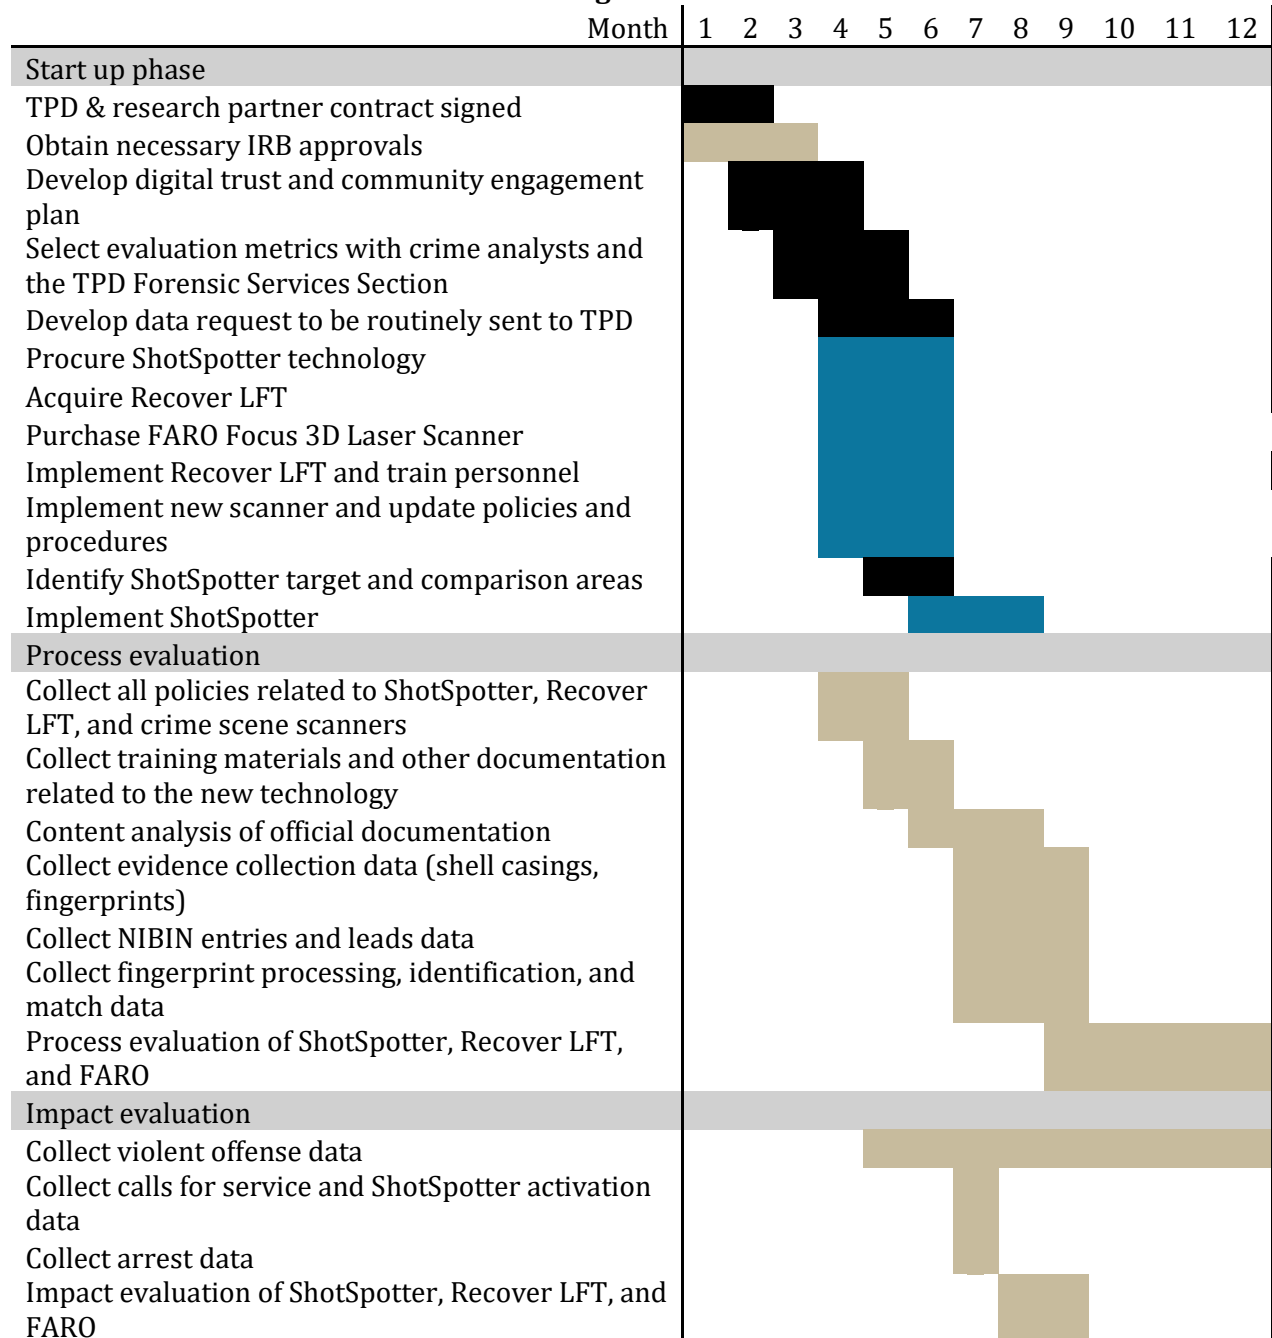 Month 1 2 3 4 5 6 7 8 9 10 11 12
Start up phase
TPD & research partner contract signed
Obtain necessary IRB approvals
Develop digital trust and community engagement
plan
Select evaluation metrics with crime analysts and
the TPD Forensic Services Section
Develop data request to be routinely sent to TPD
Procure ShotSpotter technology
Acquire Recover LFT
Purchase FARO Focus 3D Laser Scanner
Implement Recover LFT and train personnel
Implement new scanner and update policies and
procedures
Identify ShotSpotter target and comparison areas
Implement ShotSpotter
Process evaluation
Collect all policies related to ShotSpotter, Recover
LFT, and crime scene scanners
Collect training materials and other documentation
related to the new technology
Content analysis of official documentation
Collect evidence collection data (shell casings,
fingerprints)
Collect NIBIN entries and leads data
Collect fingerprint processing, identification, and
match data
Process evaluation of ShotSpotter, Recover LFT,
and FARO
Impact evaluation
Collect violent offense data
Collect calls for service and ShotSpotter activation
data
Collect arrest data
Impact evaluation of ShotSpotter, Recover LFT, and
FARO